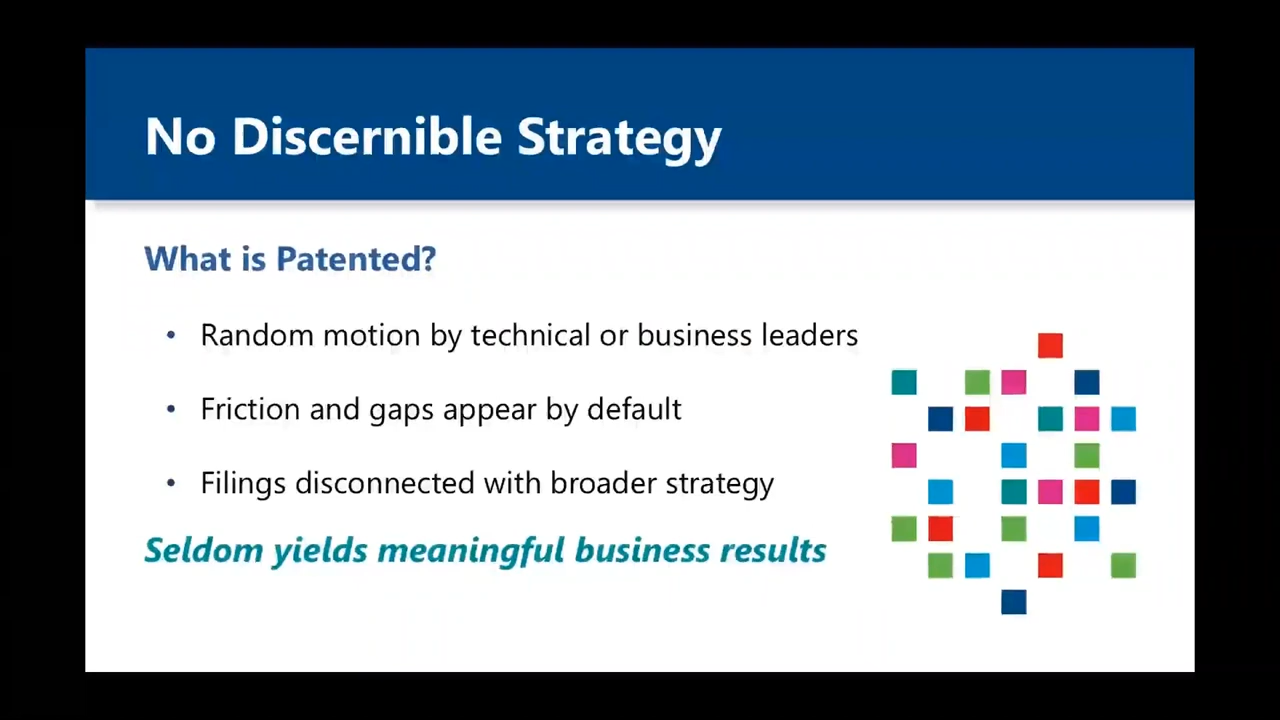 No Discernible Strategy
What is Patented?
• Random motion by technical or business leaders
• Friction and gaps appear by default
• Filings disconnected with broader strategy
Seldom yields meaningful business results